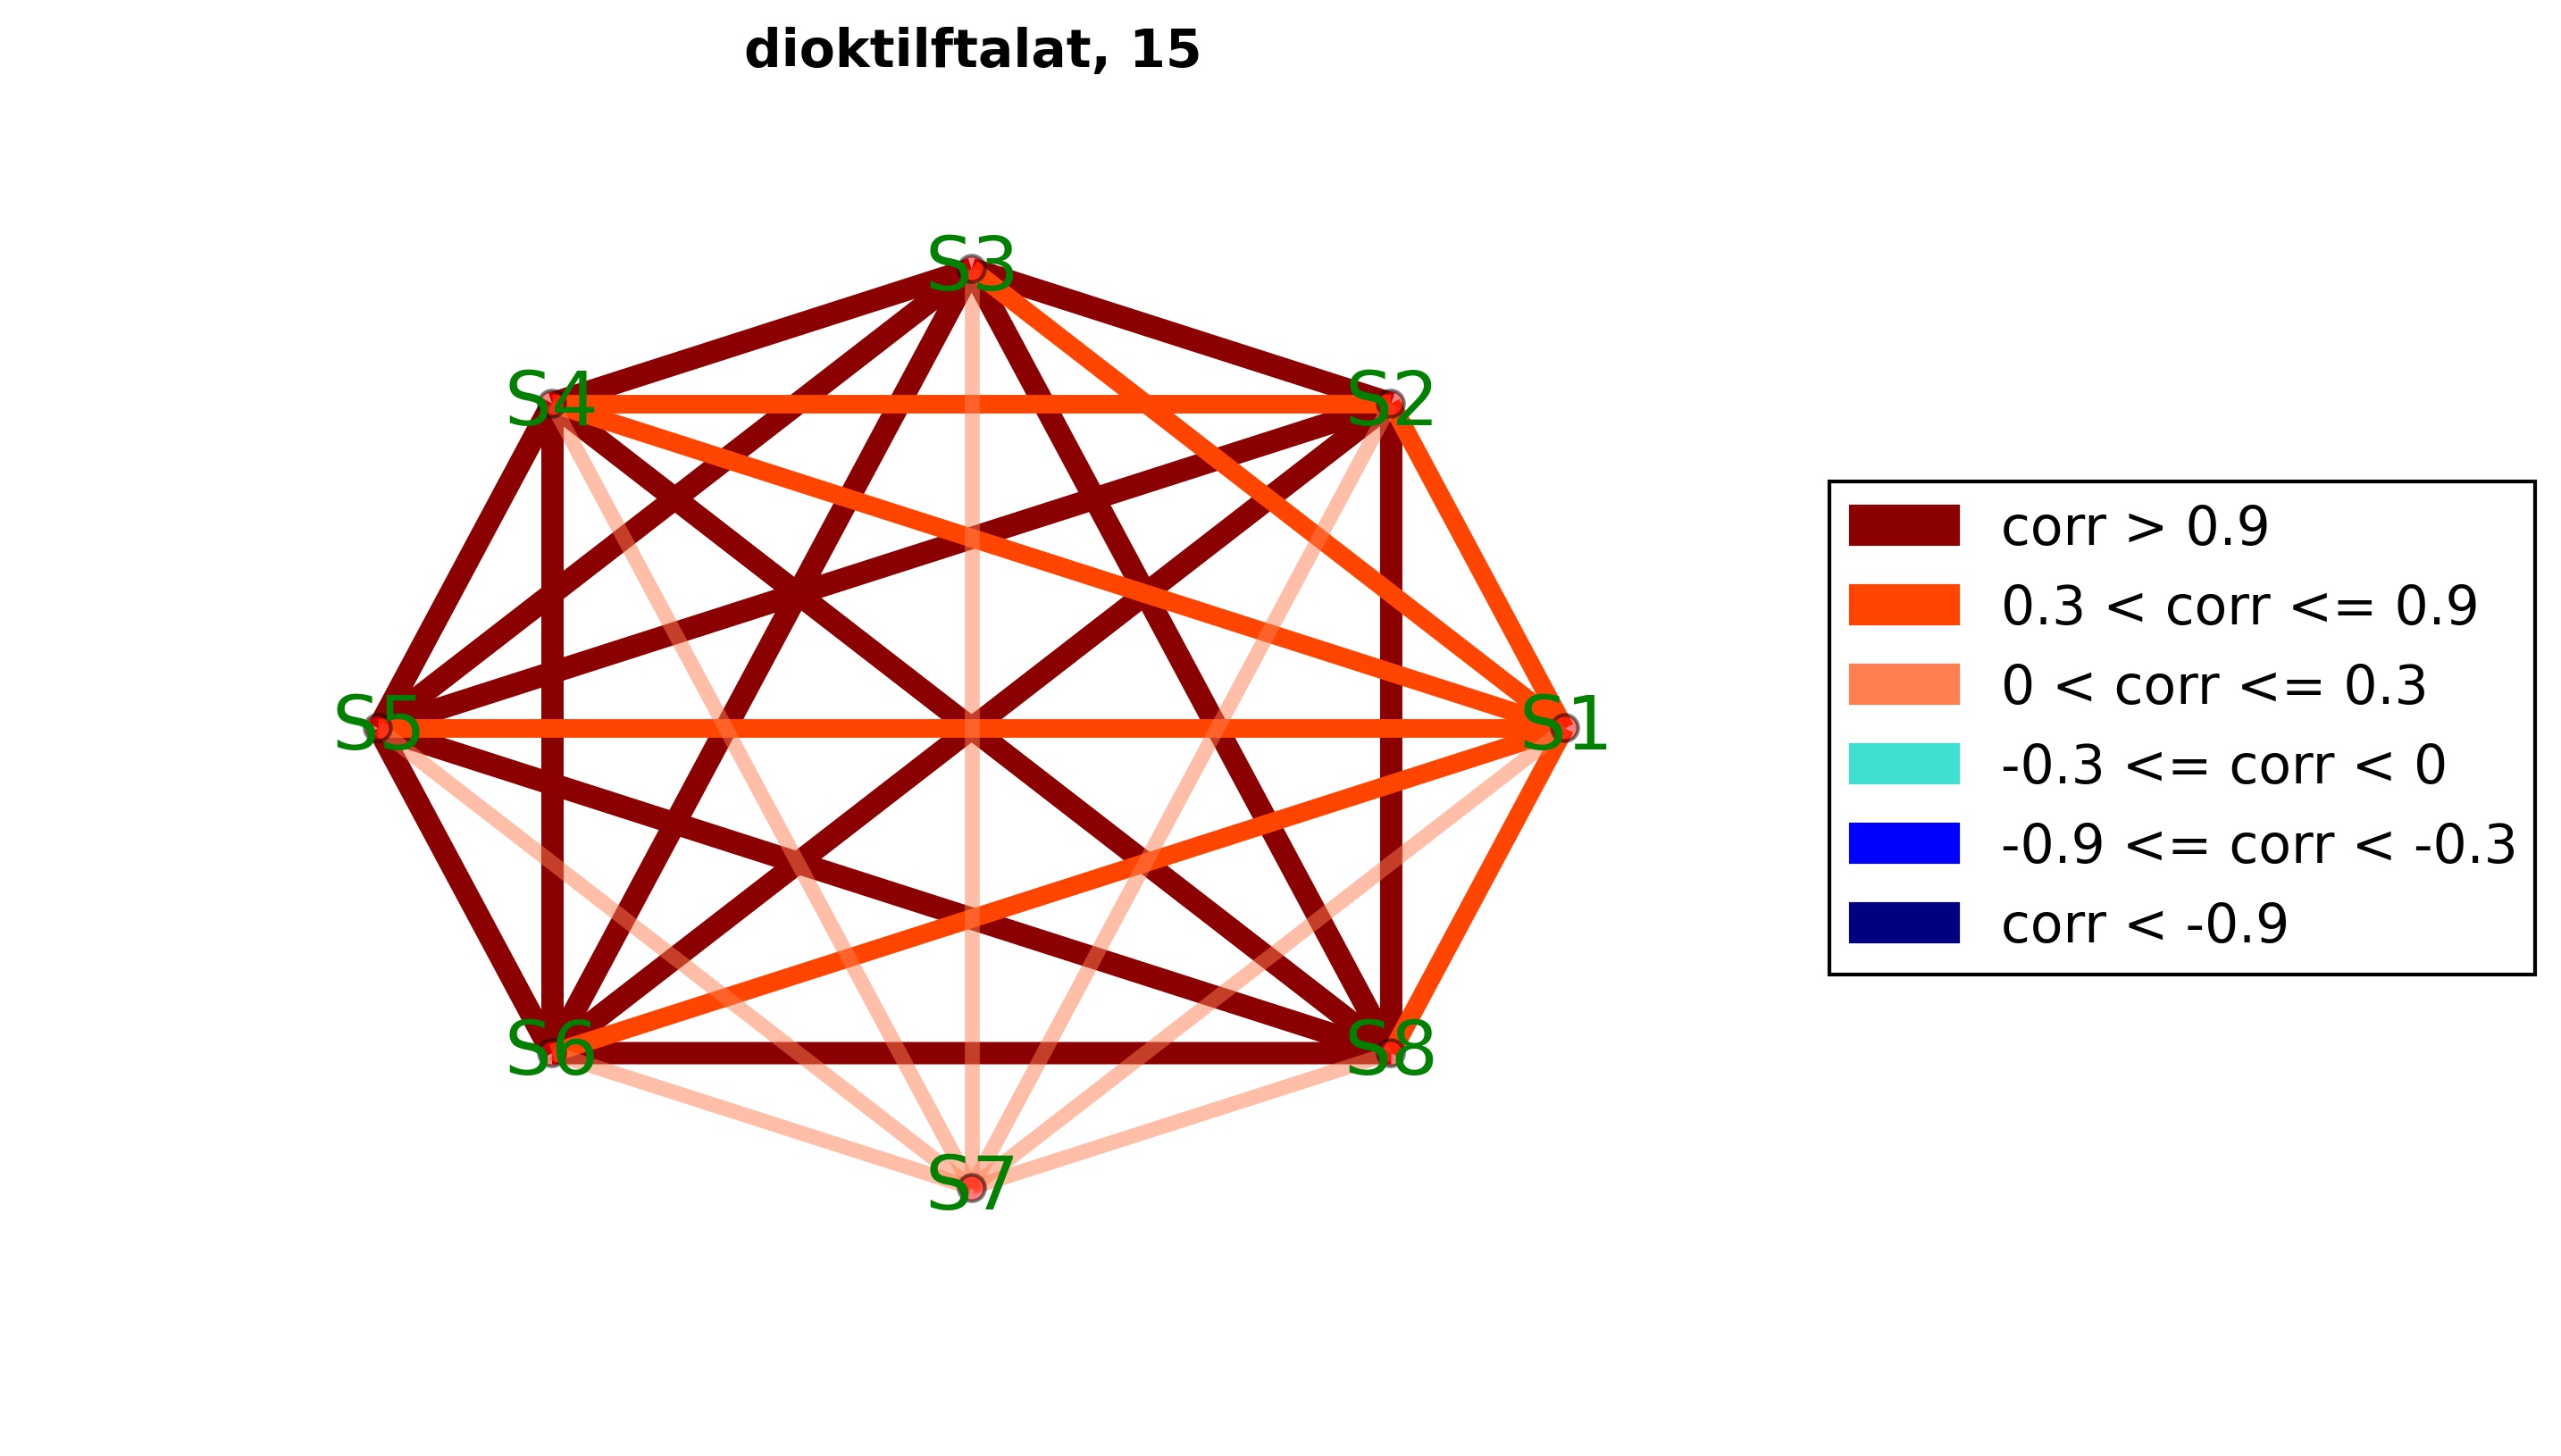 dioktilftalat, 15
S3
S4
S2
S5
S1
S6
S8
S7
corr > 0.9
0.3 < corr <= 0.9
0 < corr <= 0.3
-0.3 <= corr < 0
-0.9 <= corr < -0.3
corr < -0.9